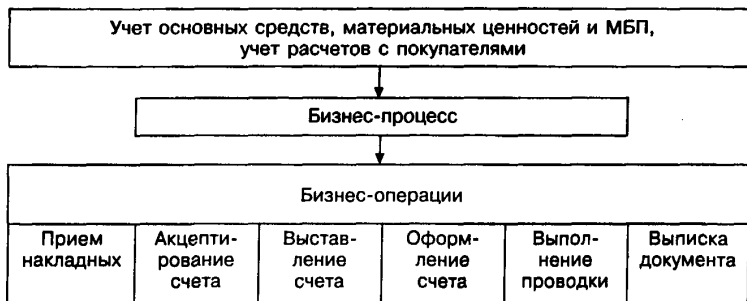 Учет основных средств, материальных ценностей и МБП,
учет расчетов с покупателями
Бизнес-процесс
Бизнес-операции
Прием
накладных
Акцепти-
рование
счета
Выстав-
ление
счета
Оформ-
ление
счета
Выпол-
нение
проводки
Выписка
документа